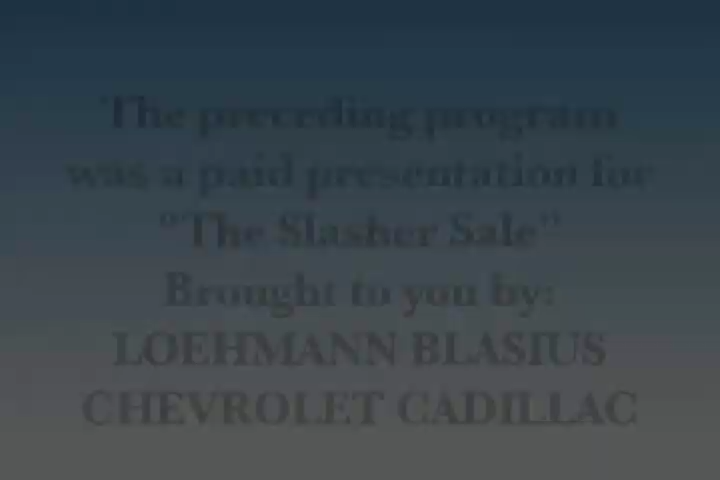 The preceding program
was a paid presentation for
"The Slasher Sale"
Brought to you by:
LOEHMANN BLASIUS
CHEVROLET CADILLAC